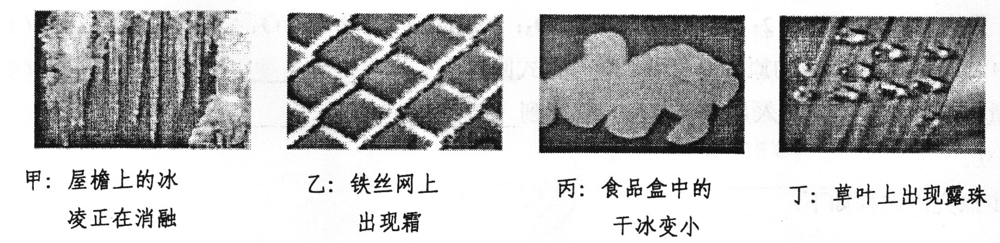 甲：屋檐上的冰
凌正在消融
乙：铁丝网上
出现霜
丙：食品盒中的
干冰变小
丁：草叶上出现露珠